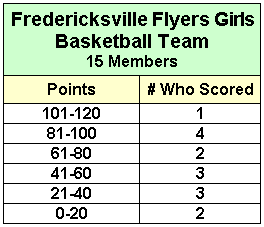 Fredericksville Flyers Girls
Basketball Team
15 Members
Points # Who Scored
101-120 1
81-100 4
61-80 2
41-60 3
21-40 3
0-20 2